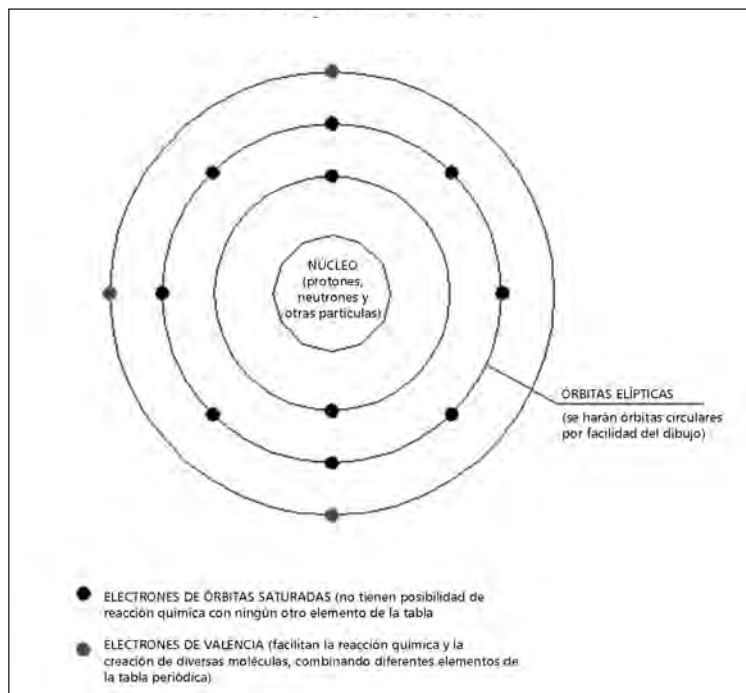 NÚCLEO
(protones,
neutrones y
otras partículas)
ÓRBITAS ELÍPTICAS
(se harán órbitas circulares
por facilidad del dibujo)
ELECTRONES DE ÓRBITAS SATURADAS (no tienen posibilidad de
reacción química con ningún otro elemento de la tabla
ELECTRONES DE VALENCIA (facilitan la reacción química y la
creación de diversas moléculas, combinando diferentes elementos de
la tabla periódica)